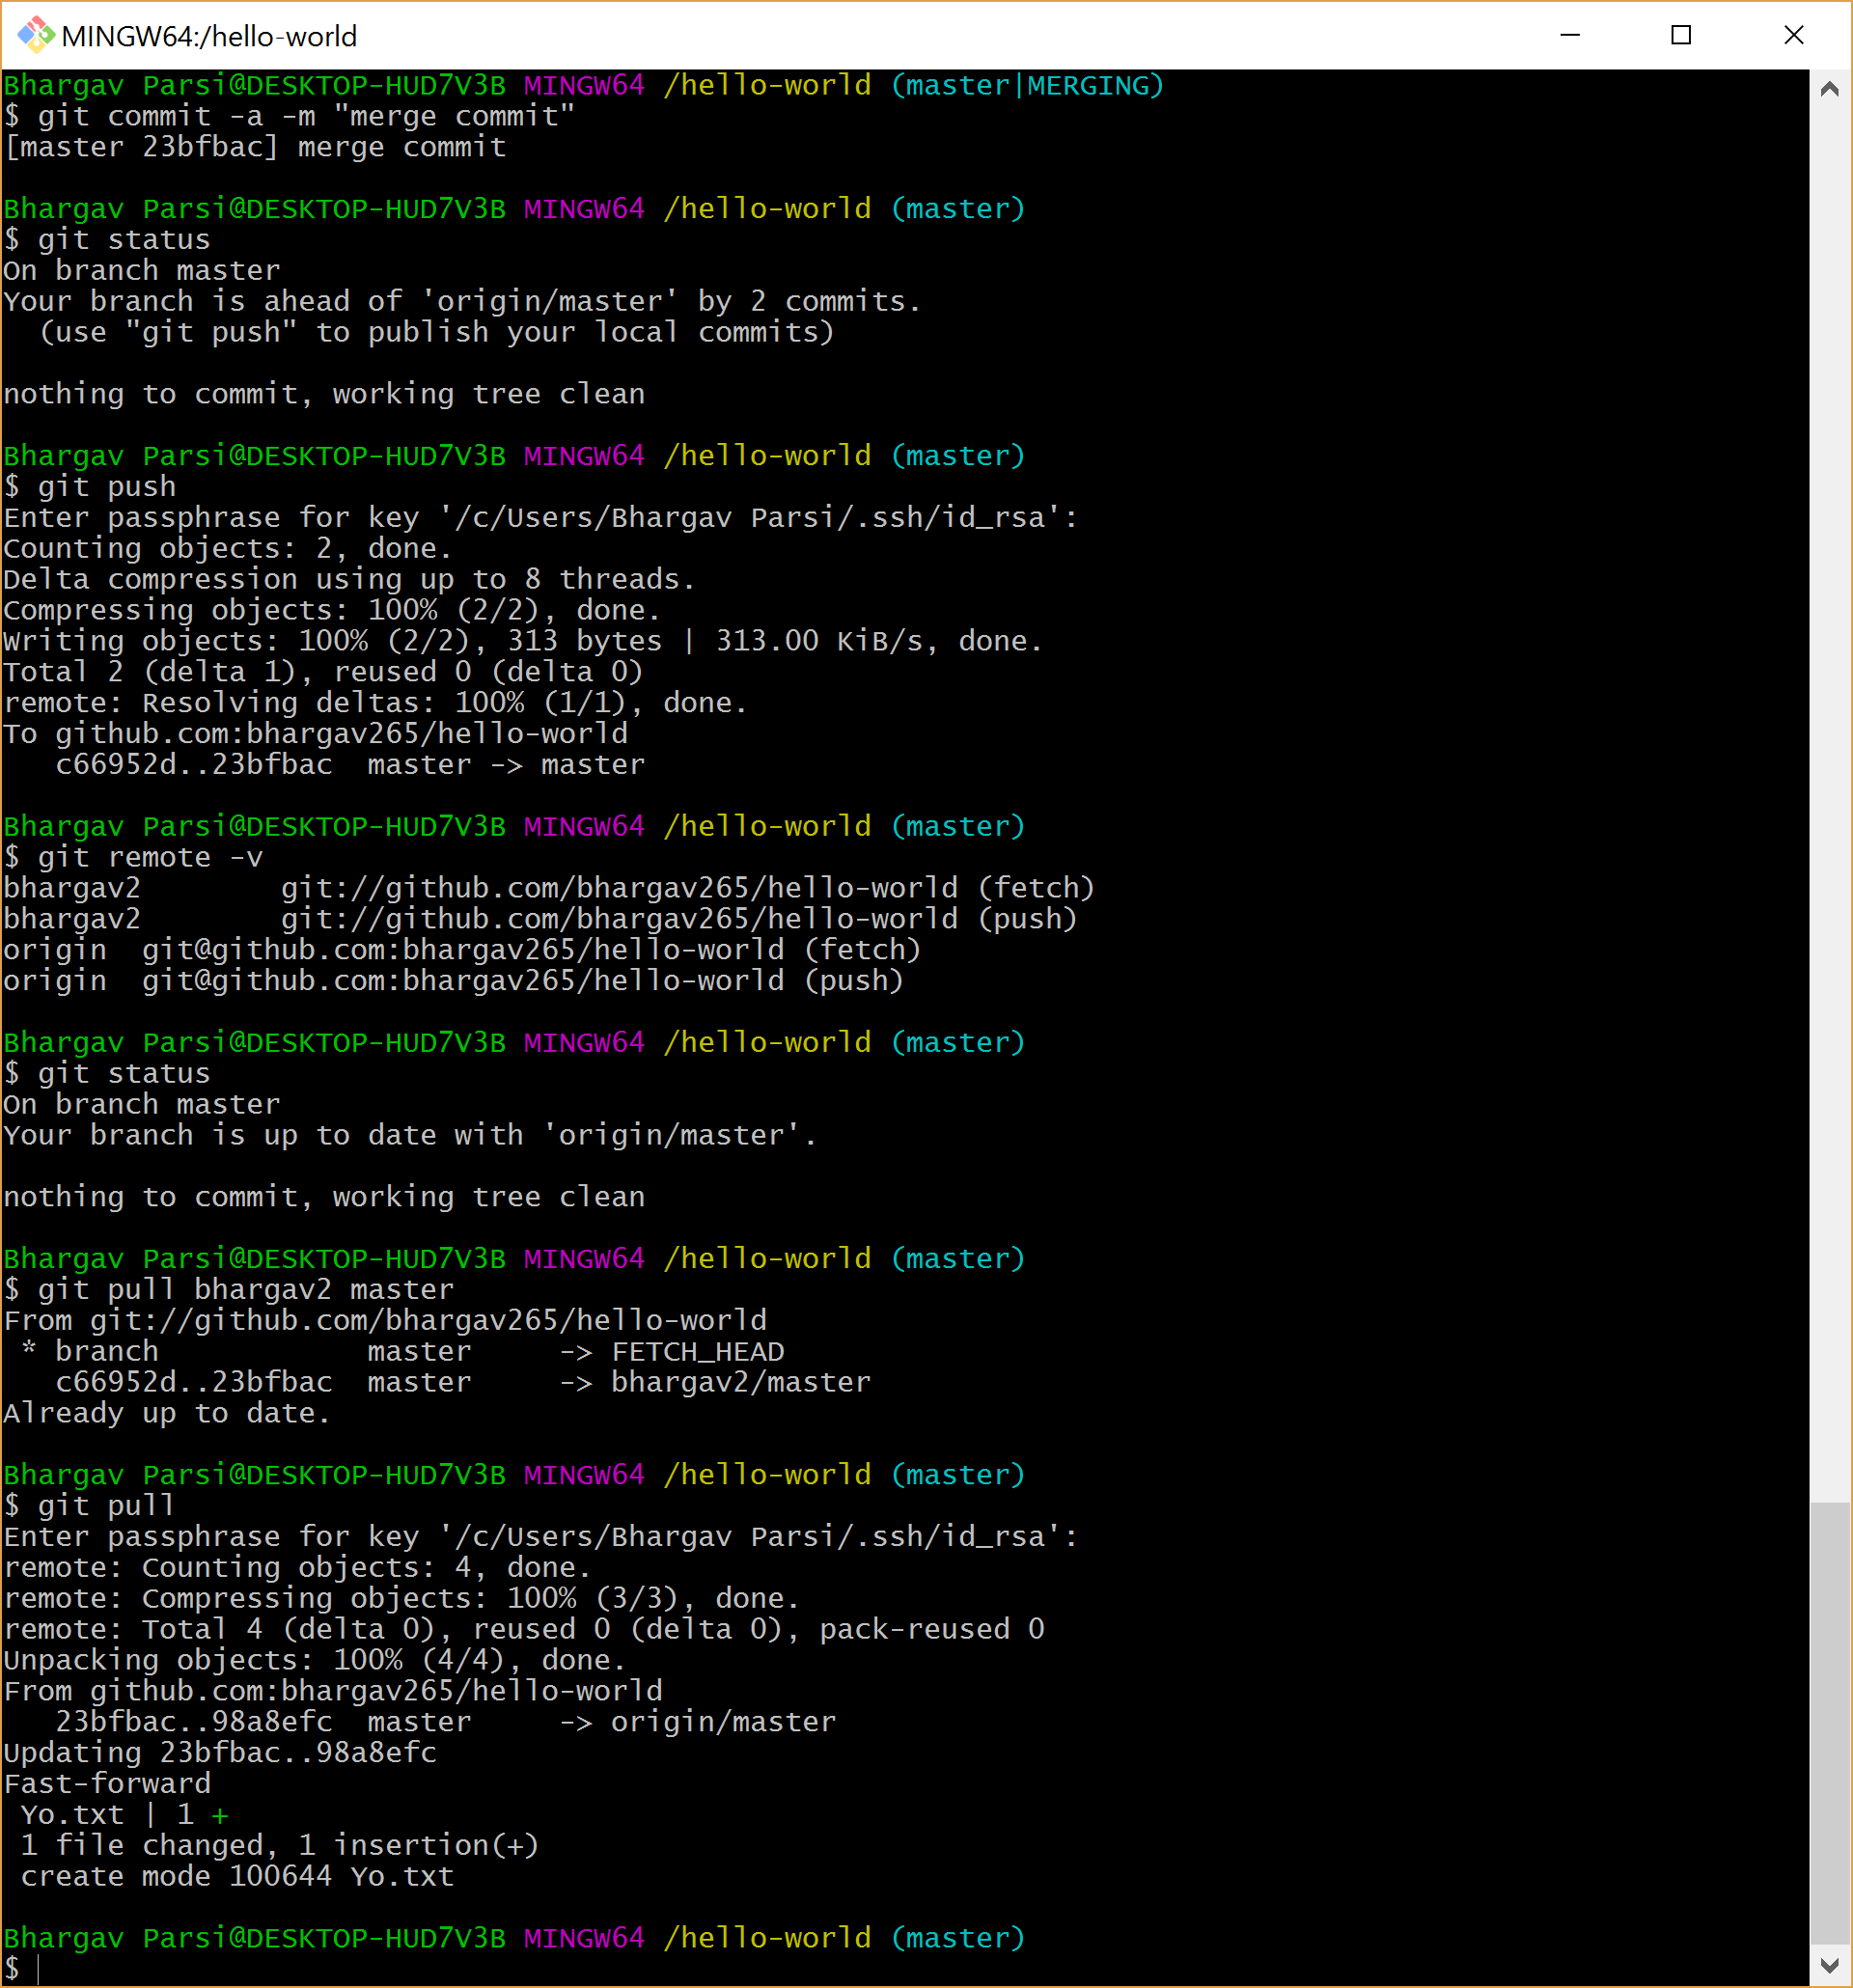 MINGW64:/hello-world
Bhargav Parsi@DESKTOP-HUD7V3B MINGW64 /hello-world (master|MERGING)
$ git commit -a -m "merge commit"
[master 23bfbac] merge commit
Bhargav Parsi@DESKTOP-HUD7V3B MINGW64 /hello-world (master)
$ git status
On branch master
Your branch is ahead of 'origin/master' by 2 commits.
  (use "git push" to publish your local commits)
nothing to commit, working tree clean
Bhargav Parsi@DESKTOP-HUD7V3B MINGW64 /hello-world (master)
$ git push
Enter passphrase for key '/c/Users/Bhargav Parsi/.ssh/id_rsa':
Counting objects: 2, done.
Delta compression using up to 8 threads.
Compressing objects: 100% (2/2), done.
Writing objects: 100% (2/2), 313 bytes | 313.00 KiB/s, done.
Total 2 (delta 1), reused 0 (delta 0)
remote: Resolving deltas: 100% (1/1), done.
To github.com:bhargav265/hello-world
   c66952d..23bfbac  master -> master
Bhargav Parsi@DESKTOP-HUD7V3B MINGW64 /hello-world (master)
$ git remote -v
bhargav2        git://github.com/bhargav265/hello-world (fetch)
bhargav2        git://github.com/bhargav265/hello-world (push)
origin  git@github.com:bhargav265/hello-world (fetch)
origin  git@github.com:bhargav265/hello-world (push)
Bhargav Parsi@DESKTOP-HUD7V3B MINGW64 /hello-world (master)
$ git status
On branch master
Your branch is up to date with 'origin/master'.
nothing to commit, working tree clean
Bhargav Parsi@DESKTOP-HUD7V3B MINGW64 /hello-world (master)
$ git pull bhargav2 master
From git://github.com/bhargav265/hello-world
 * branch            master     -> FETCH_HEAD
   c66952d..23bfbac  master     -> bhargav2/master
Already up to date.
Bhargav Parsi@DESKTOP-HUD7V3B MINGW64 /hello-world (master)
$ git pull
Enter passphrase for key '/c/Users/Bhargav Parsi/.ssh/id_rsa':
remote: Counting objects: 4, done.
remote: Compressing objects: 100% (3/3), done.
remote: Total 4 (delta 0), reused 0 (delta 0), pack-reused 0
Unpacking objects: 100% (4/4), done.
From github.com:bhargav265/hello-world
   23bfbac..98a8efc  master     -> origin/master
Updating 23bfbac..98a8efc
Fast-forward
 Yo.txt | 1 +
 1 file changed, 1 insertion(+)
 create mode 100644 Yo.txt
Bhargav Parsi@DESKTOP-HUD7V3B MINGW64 /hello-world (master)
$